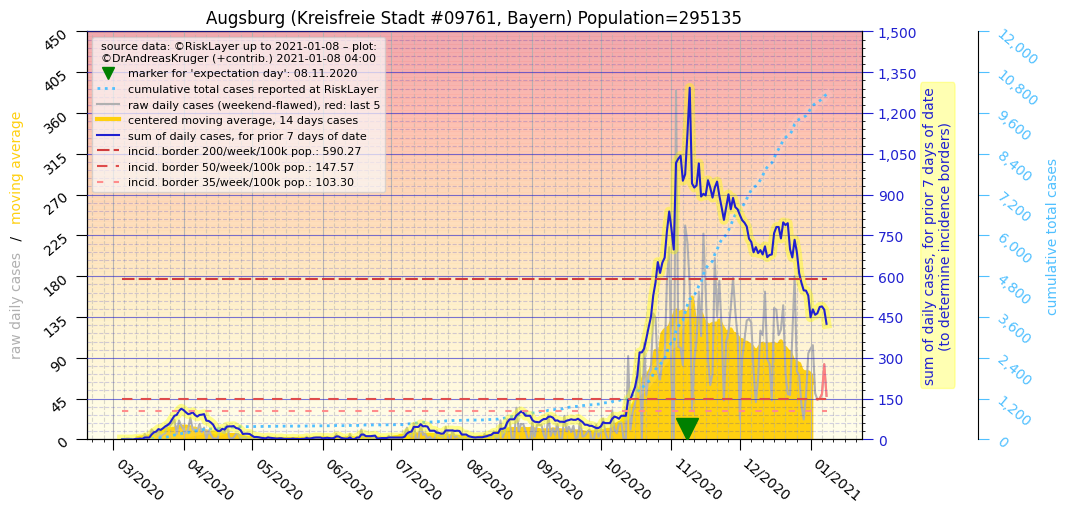 Augsburg (Kreisfreie Stadt #09761, Bayern) Population=295135
source data: ©RiskLayer up to 2021-01-08 – plot:
©DrAndreasKruger (+contrib.) 2021-01-08 04:00
marker for 'expectation day': 08.11.2020
cumulative total cases reported at RiskLayer
raw daily cases (weekend-flawed), red: last 5
centered moving average, 14 days cases
sum of daily cases, for prior 7 days of date
incid. border 200/week/100k pop.: 590.27
incid. border 50/week/100k pop.: 147.57
incid. border 35/week/100k pop.: 103.30
raw daily cases / moving average
450
405
360
315
270
225
180
135
90
45
0
03/2020
04/2020
05/2020
06/2020
07/2020
08/2020
09/2020
10/2020
11/2020
12/2020
01/2021
1,500
1,350
1,200
1,050
900
750
600
450
300
150
0
sum of daily cases, for prior 7 days of date
(to determine incidence borders)
12,000
10,800
9,600
8,400
7,200
6,000
4,800
3,600
2,400
1,200
0
cumulative total cases